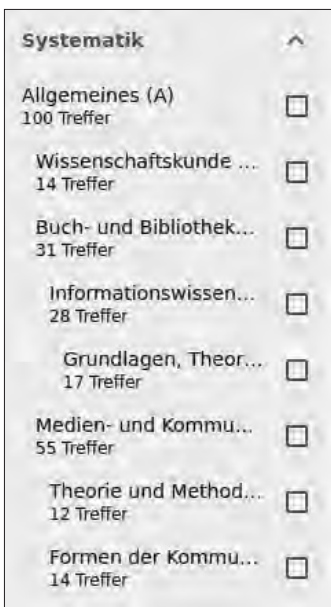 Systematik
Allgemeines (A)
100 Treffer
Wissenschaftskunde ...
14 Treffer
Buch- und Bibliothek...
31 Treffer
Informationswissen...
28 Treffer
Grundlagen, Theor...
17 Treffer
Medien- und Kommu...
55 Treffer
Theorie und Method...
12 Treffer
Formen der Kommu...
14 Treffer